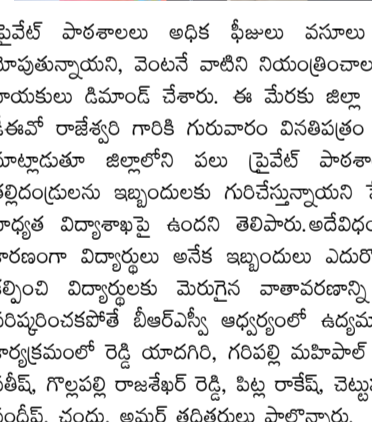 ప్రైవేట్ పాఠశాలలు అధిక ఫీజులు వసూలు
మోపుతున్నాయని, వెంటనే వాటిని నియంత్రించాల
నాయకులు డిమాండ్ చేశారు. ఈ మేరకు జిల్లా
డీఈవో రాజేశ్వరి గారికి గురువారం వినతిపత్రం
మాట్లాడుతూ జిల్లాలోని పలు ప్రైవేట్ పాఠశా
తల్లిదండ్రులను ఇబ్బందులకు గురిచేస్తున్నాయని
బాధ్యత విద్యాశాఖపై ఉందని తెలిపారు.అదేవిధం
కారణంగా విద్యార్థులు అనేక ఇబ్బందులు ఎదురొ
కల్పించి విద్యార్థులకు మెరుగైన వాతావరణాన్ని
పరిష్కరించకపోతే బీఆర్ఎస్వీ ఆధ్వర్యంలో ఉద్యమ
కార్యక్రమంలో రెడ్డి యాదగిరి, గరిపల్లి మహిపాల్
సతీష్, గొల్లపల్లి రాజశేఖర్ రెడ్డి, పిట్ల రాకేష్, చెట్టు
సందీప్, చందు, అమర్ తదితరులు పాల్గొన్నారు.